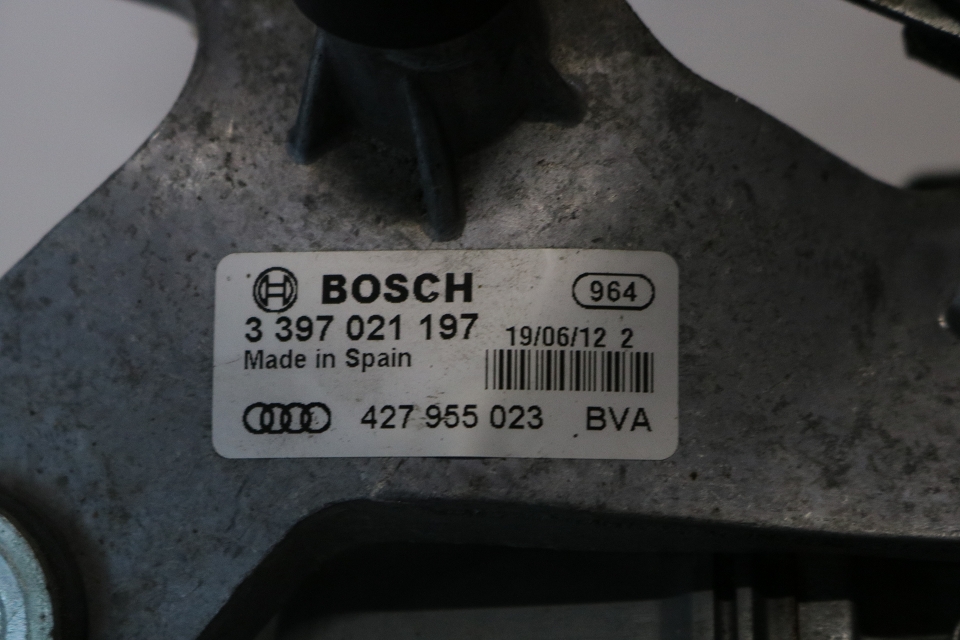 BOSCH 964
3 397 021 197
19/06/12 2
Made in Spain
427 955 023 BVA